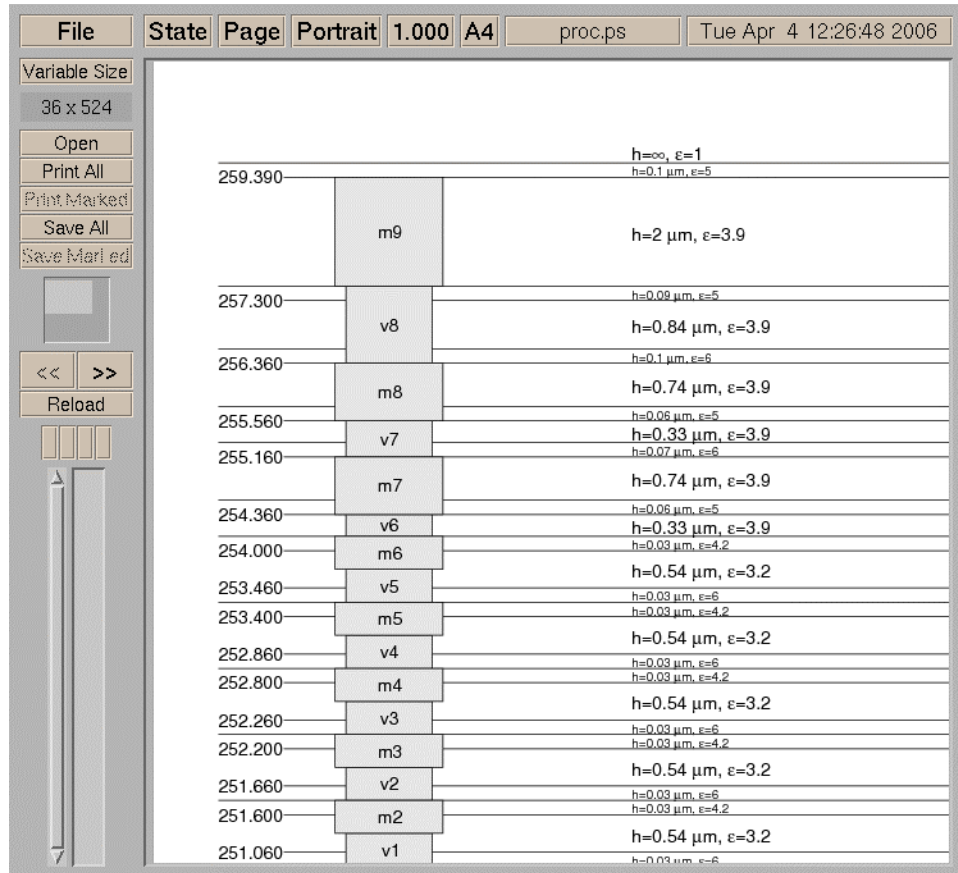 File State Page Portrait 1.000 A4 proc.ps Tue Apr 4 12:26:48 2006
Variable Size
36 x 524
Open
Print All
Print Marked
Save All
Save Marked
<< >>
Reload
h=∞, ε=1
259.390 h=0.1 μm, ε=5
m9 h=2 μm, ε=3.9
257.300 h=0.09 μm, ε=5
v8 h=0.84 μm, ε=3.9
256.360 h=0.1 μm, ε=6
m8 h=0.74 μm, ε=3.9
255.560 h=0.06 μm, ε=5
v7 h=0.33 μm, ε=3.9
255.160 h=0.07 μm, ε=6
m7 h=0.74 μm, ε=3.9
254.360 h=0.06 μm, ε=5
v6 h=0.33 μm, ε=3.9
254.000 h=0.03 μm, ε=4.2
m6
h=0.54 μm, ε=3.2
253.460 v5
h=0.03 μm, ε=6
253.400 h=0.03 μm, ε=4.2
m5
h=0.54 μm, ε=3.2
252.860 v4
h=0.03 μm, ε=6
252.800 h=0.03 μm, ε=4.2
m4
h=0.54 μm, ε=3.2
252.260 v3
h=0.03 μm, ε=6
252.200 h=0.03 μm, ε=4.2
m3
h=0.54 μm, ε=3.2
251.660 v2
h=0.03 μm, ε=6
251.600 h=0.03 μm, ε=4.2
m2
h=0.54 μm, ε=3.2
251.060 v1
h=0.03 μm, ε=6